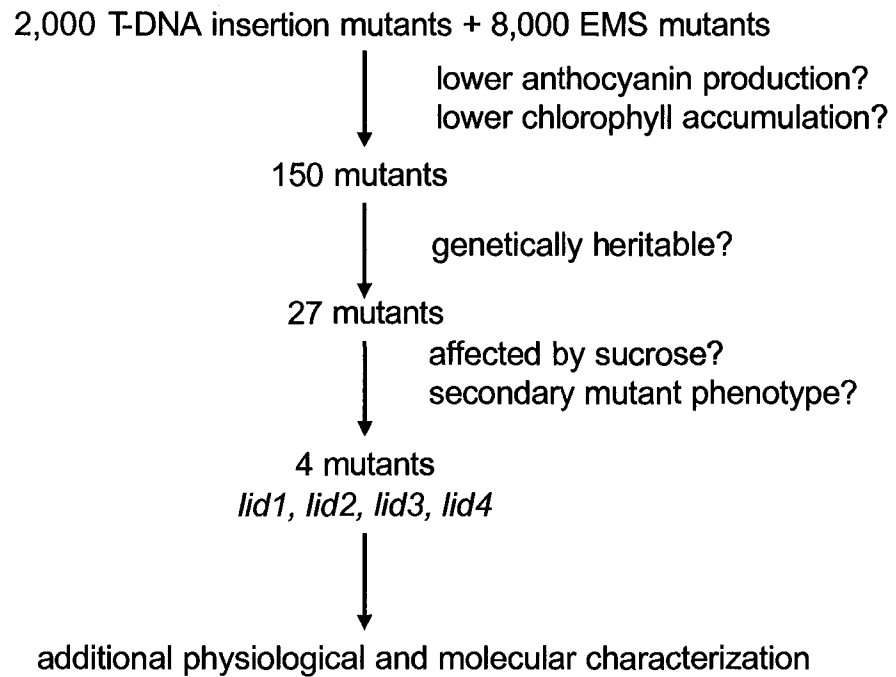 2,000 T-DNA insertion mutants + 8,000 EMS mutants
lower anthocyanin production?
lower chlorophyll accumulation?
150 mutants
genetically heritable?
27 mutants
affected by sucrose?
secondary mutant phenotype?
4 mutants
lid1, lid2, lid3, lid4
additional physiological and molecular characterization